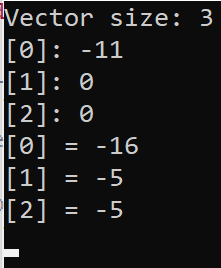 Vector size: 3
[0]: -11
[1]: 0
[2]: 0
[0] = -16
[1] = -5
[2] = -5